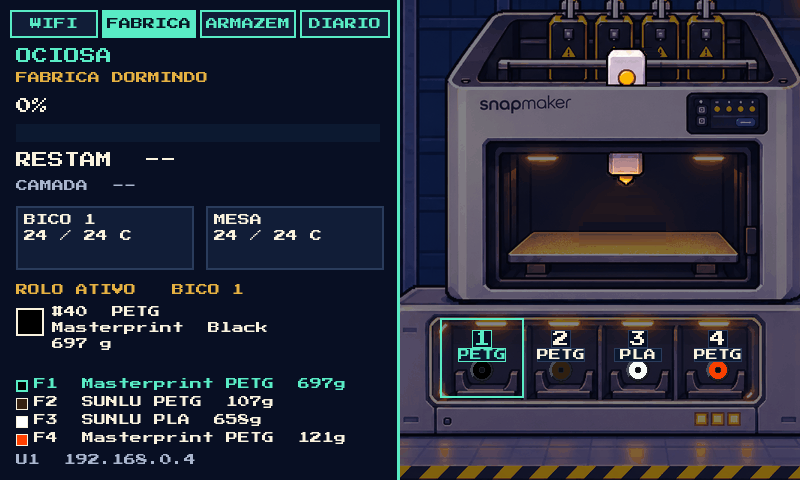 WIFI FABRICA ARMAZEM DIARIO
OCIOSA
FABRICA DORMINDO
0%
RESTAM --
CAMADA --
BICO 1
24 / 24 C
MESA
24 / 24 C
ROLO ATIVO BICO 1
#40 PETG
Masterprint Black
697 g
F1 Masterprint PETG 697g
F2 SUNLU PETG 107g
F3 SUNLU PLA 658g
F4 Masterprint PETG 121g
U1 192.168.0.4
snapmaker
1 2 3 4
PETG PETG PLA PETG